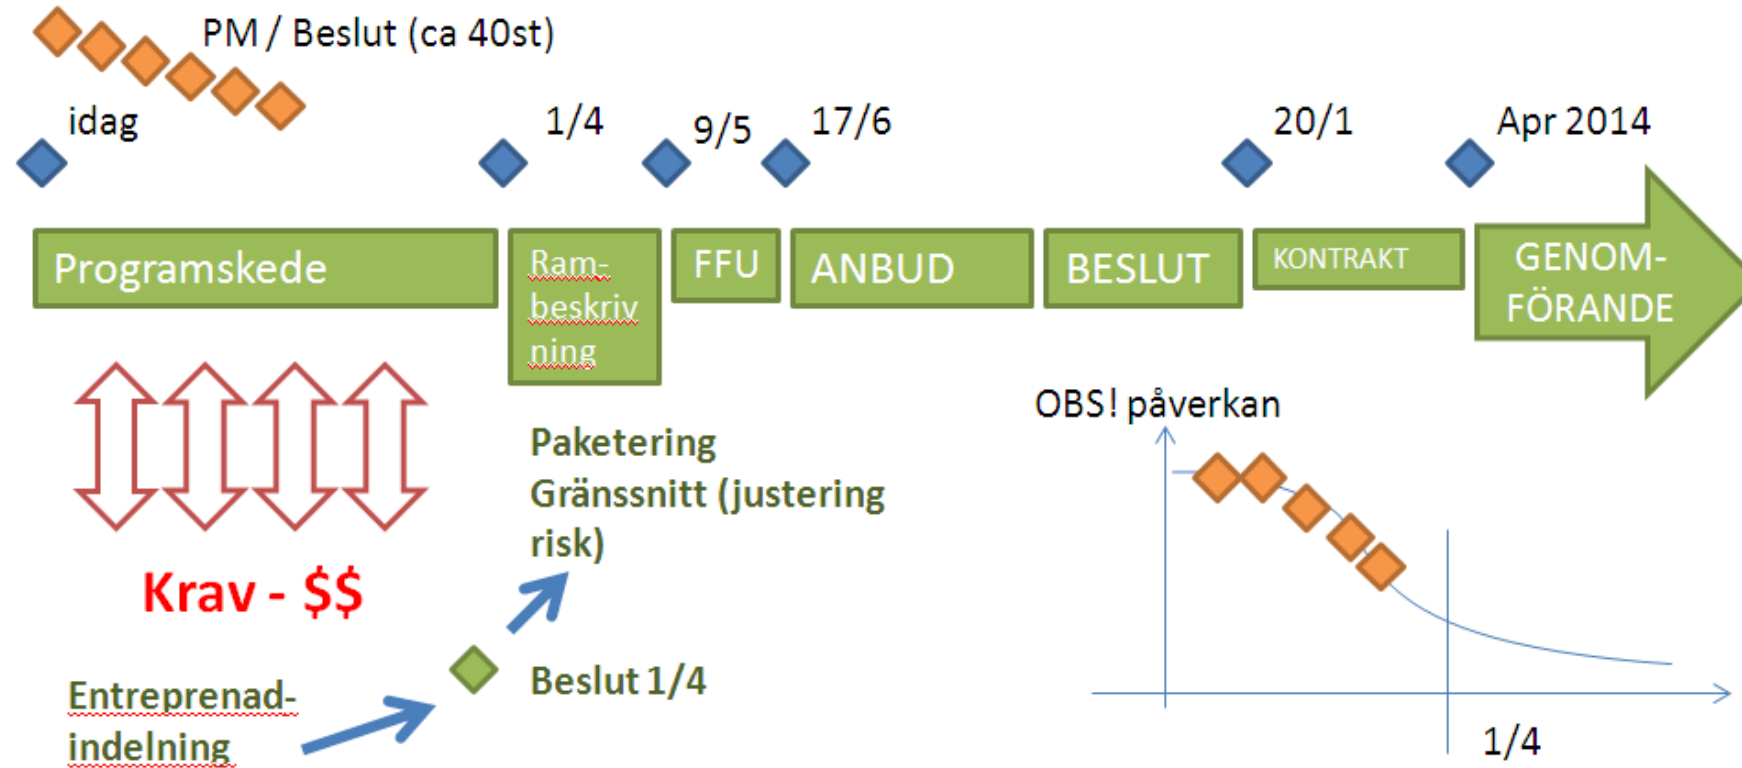 PM / Beslut (ca 40st)
idag
1/4
9/5
17/6
20/1
Apr 2014
Programskede
Ram-
beskriv
ning
FFU
ANBUD
BESLUT
KONTRAKT
GENOM-
FÖRANDE
OBS! påverkan
Paketering
Gränssnitt (justering
risk)
Krav - $$
Beslut 1/4
Entreprenad-
indelning
1/4